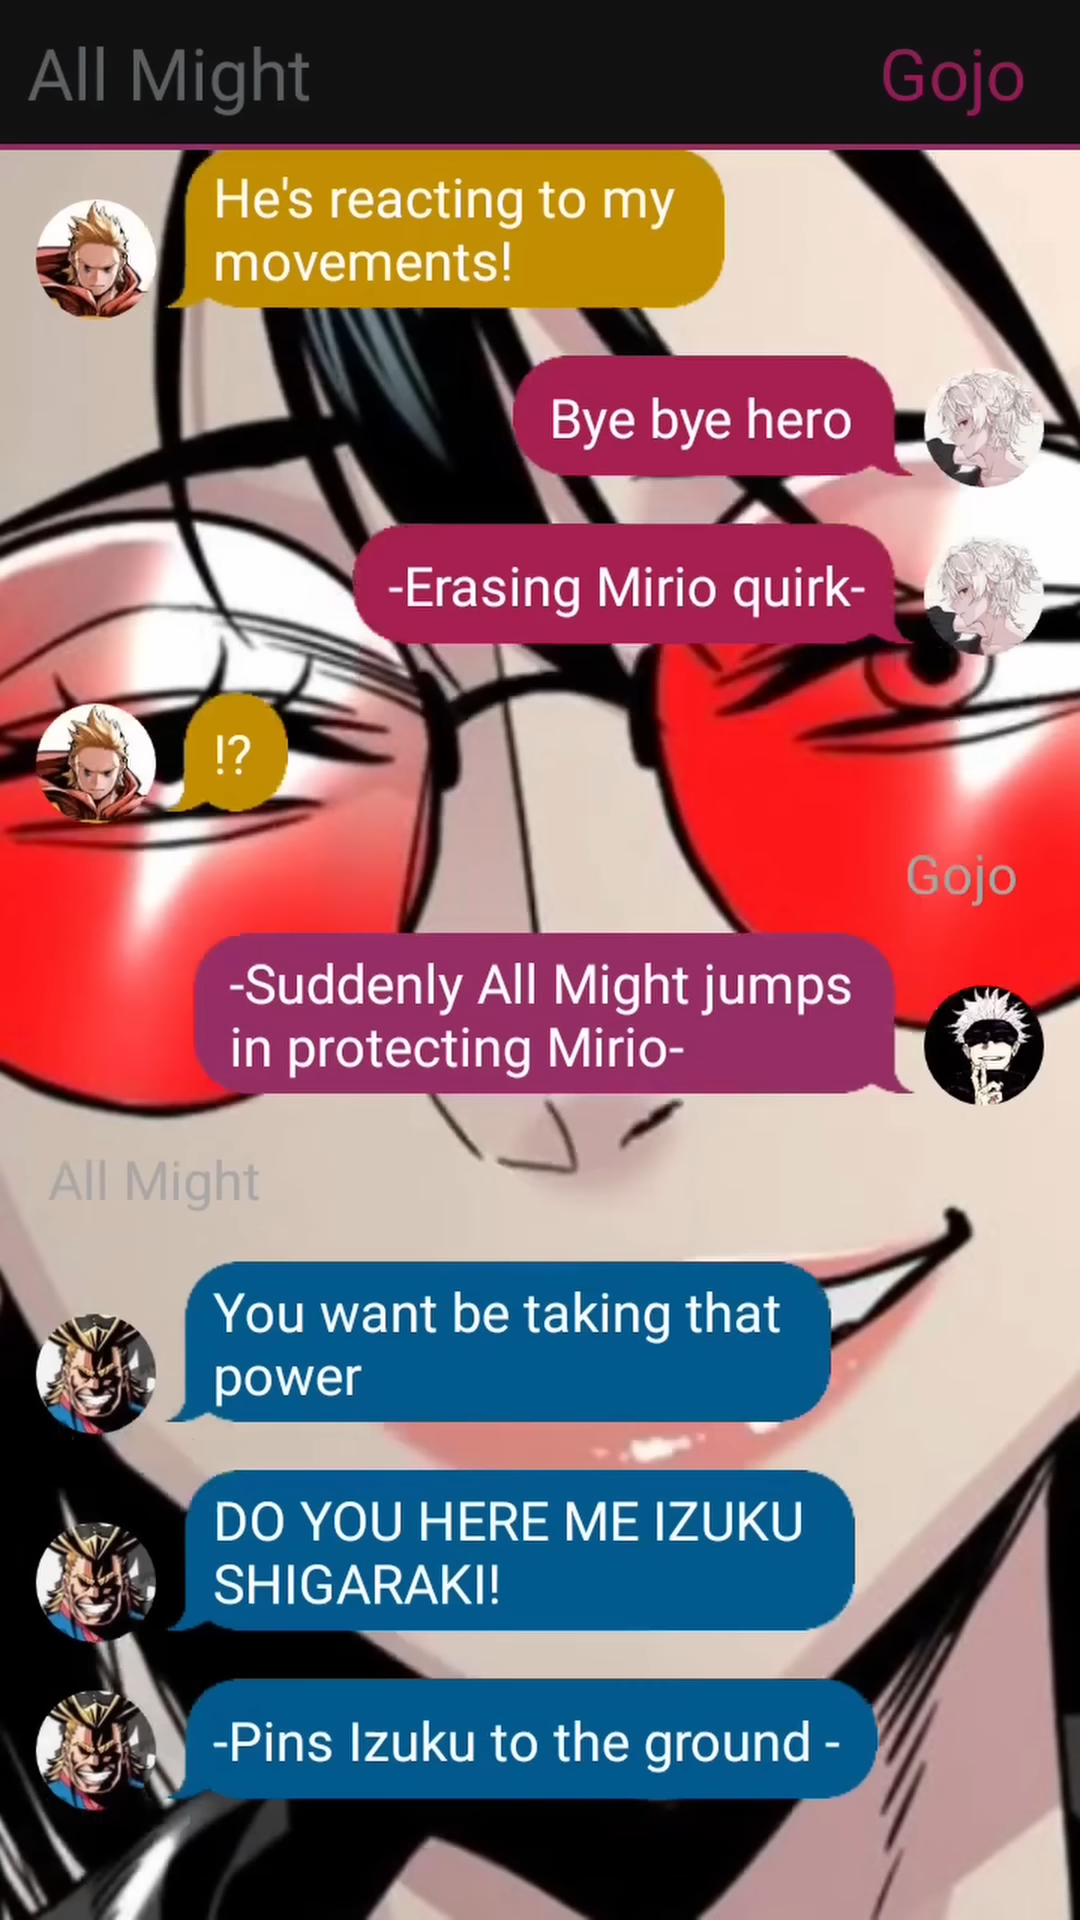 All Might
Gojo
He's reacting to my
movements!
Bye bye hero
-Erasing Mirio quirk-
!?
Gojo
-Suddenly All Might jumps
in protecting Mirio-
All Might
You want be taking that
power
DO YOU HERE ME IZUKU
SHIGARAKI!
-Pins Izuku to the ground -